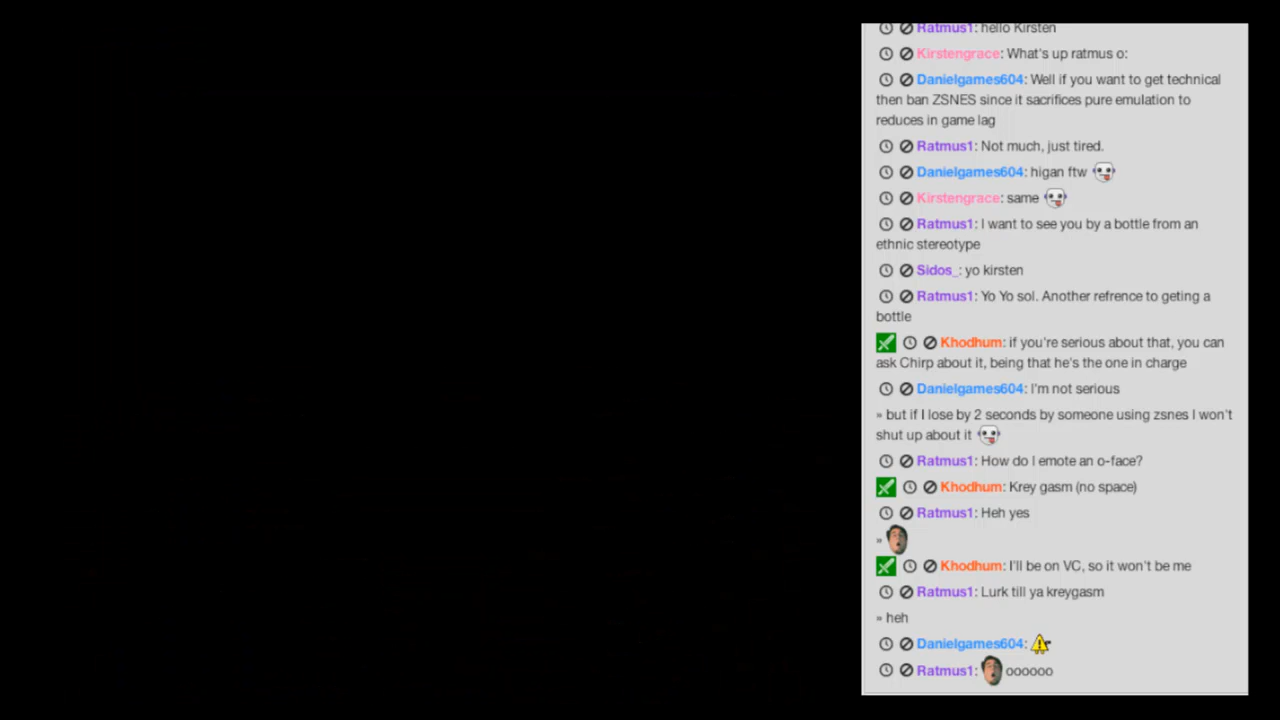 Ratmus1: hello Kirsten
Kirstengrace: What's up ratmus o:
Danielgames604: Well if you want to get technical
then ban ZSNES since it sacrifices pure emulation to
reduces in game lag
Ratmus1: Not much, just tired.
Danielgames604: higan ftw
Kirstengrace: same
Ratmus1: I want to see you by a bottle from an
ethnic stereotype
Sidos_: yo kirsten
Ratmus1: Yo Yo sol. Another refrence to geting a
bottle
Khodhum: if you're serious about that, you can
ask Chirp about it, being that he's the one in charge
Danielgames604: I'm not serious
» but if I lose by 2 seconds by someone using zsnes I won't
shut up about it
Ratmus1: How do I emote an o-face?
Khodhum: Krey gasm (no space)
Ratmus1: Heh yes
»
Khodhum: I'll be on VC, so it won't be me
Ratmus1: Lurk till ya kreygasm
» heh
Danielgames604:
Ratmus1: oooooo